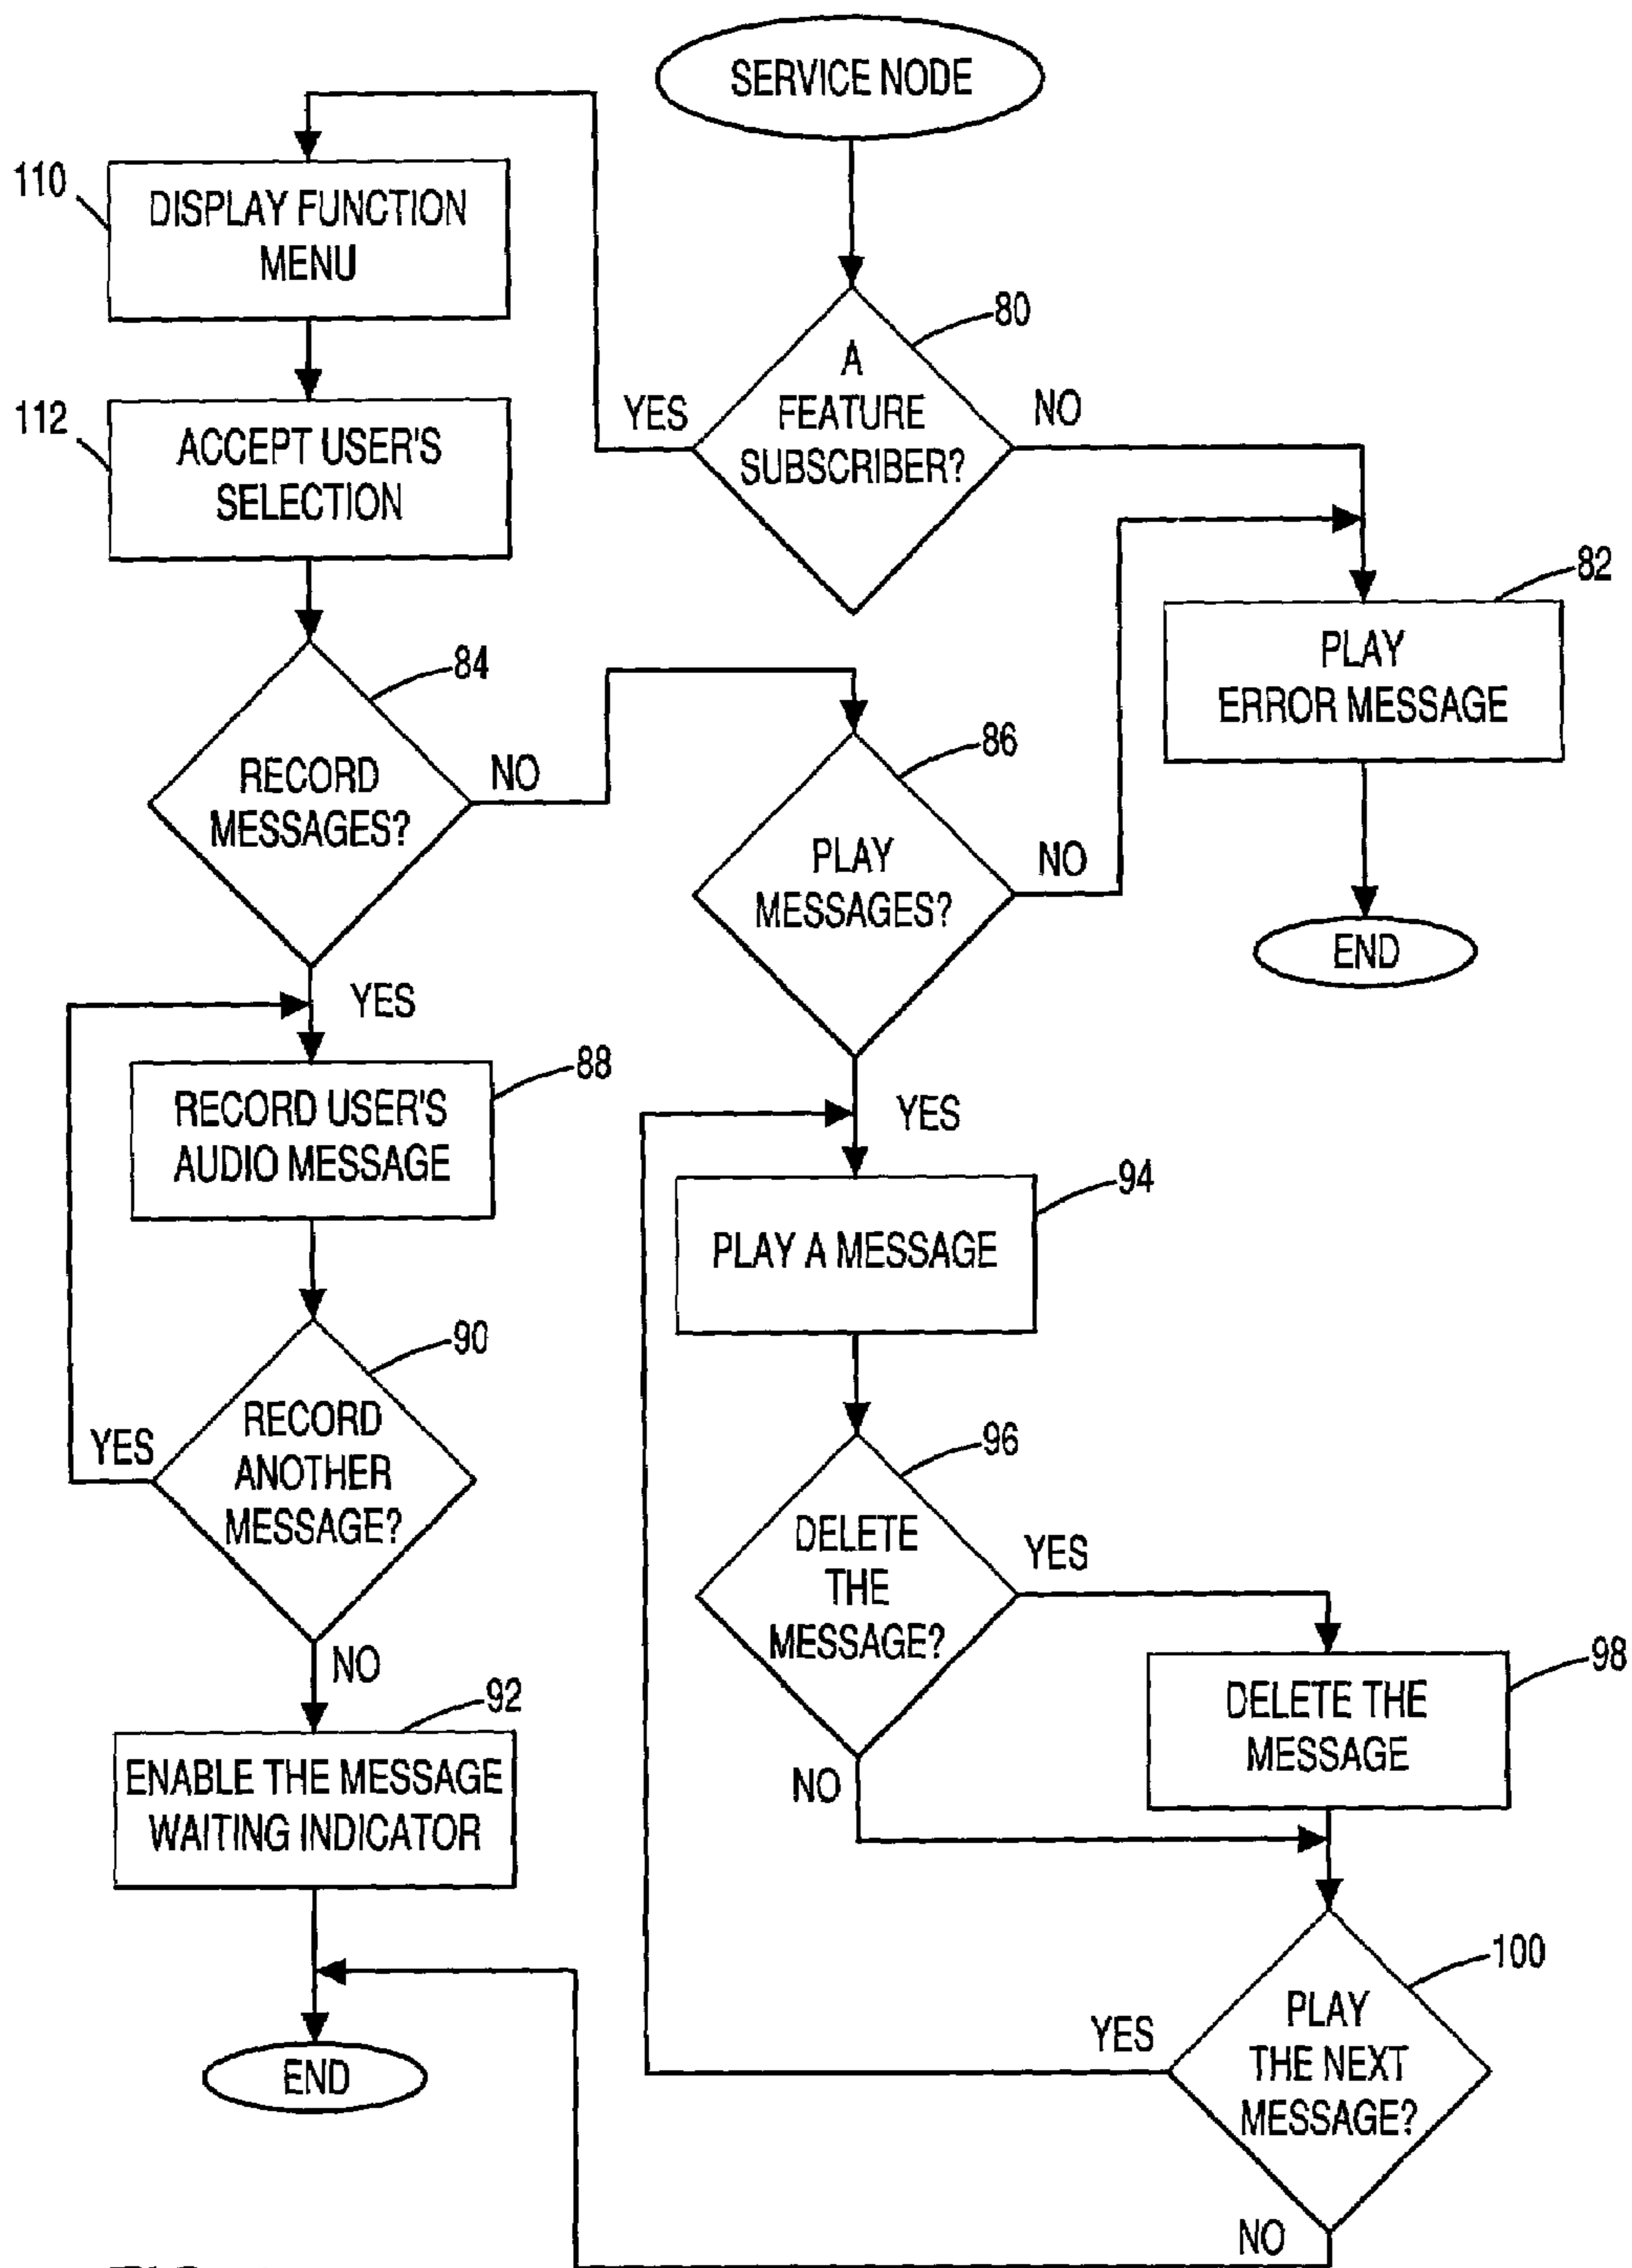 SERVICE NODE
110
DISPLAY FUNCTION
MENU
80
A
FEATURE
SUBSCRIBER?
YES
NO
112
ACCEPT USER'S
SELECTION
82
PLAY
ERROR MESSAGE
84
RECORD
MESSAGES?
NO
86
PLAY
MESSAGES?
NO
END
YES
88
RECORD USER'S
AUDIO MESSAGE
YES
94
PLAY A MESSAGE
90
RECORD
ANOTHER
MESSAGE?
YES
NO
96
DELETE
THE
MESSAGE?
YES
NO
98
DELETE THE
MESSAGE
92
ENABLE THE MESSAGE
WAITING INDICATOR
END
100
PLAY
THE NEXT
MESSAGE?
YES
NO